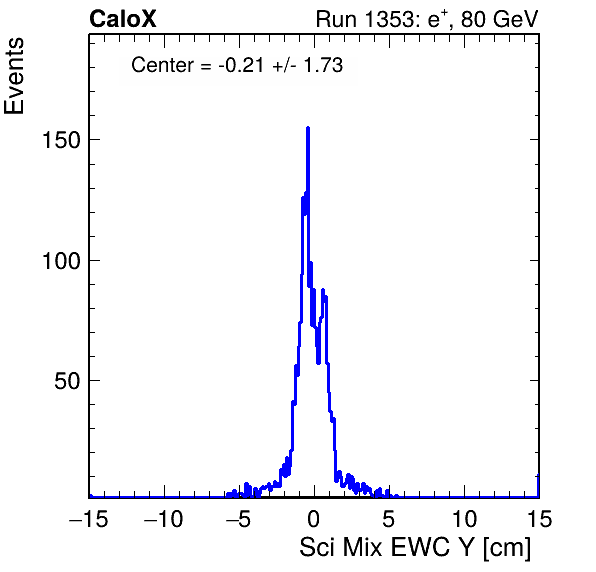 CaloX Run 1353: e⁺, 80 GeV
Center = -0.21 +/- 1.73
Events
150
100
50
−15 −10 −5 0 5 10 15
Sci Mix EWC Y [cm]